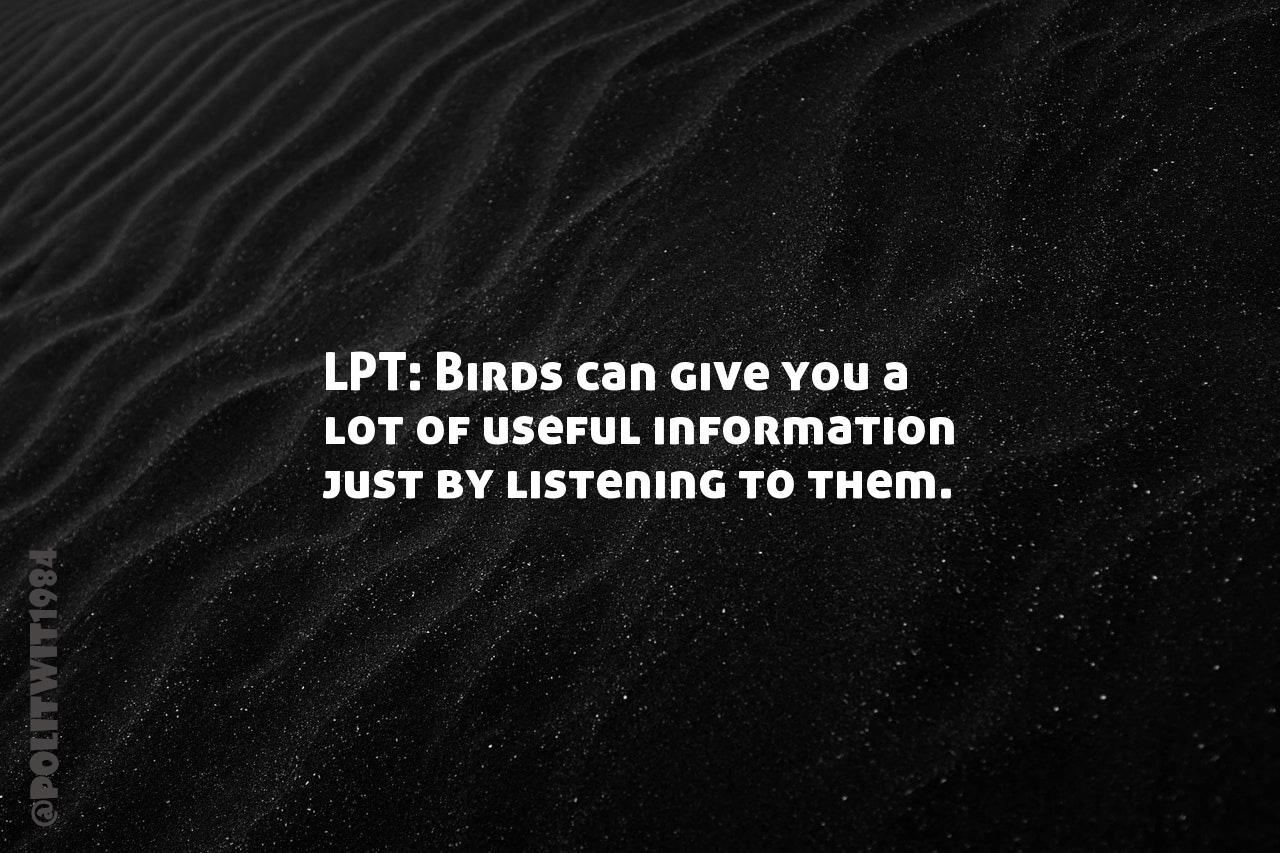 LPT: Birds can give you a
lot of useful information
just by listening to them.
@POLITWIT1984